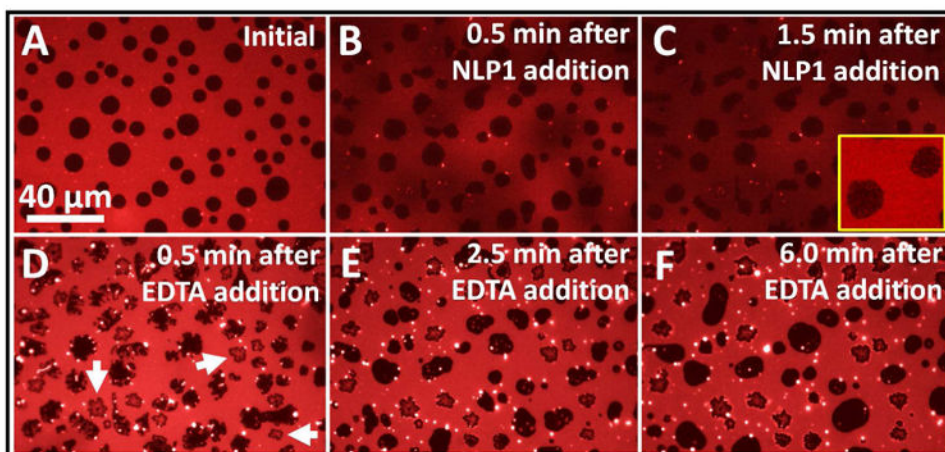 A
Initial
B
0.5 min after
NLP1 addition
C
1.5 min after
NLP1 addition
40 µm
D
0.5 min after
EDTA addition
E
2.5 min after
EDTA addition
F
6.0 min after
EDTA addition